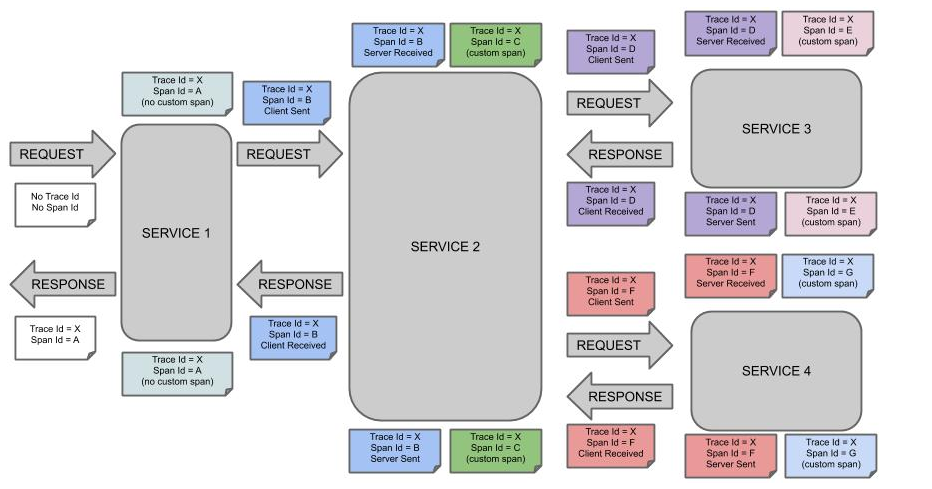 Trace Id = X
Span Id = A
(no custom span)
Trace Id = X
Span Id = B
Client Sent
REQUEST
No Trace Id
No Span Id
SERVICE 1
REQUEST
RESPONSE
Trace Id = X
Span Id = A
RESPONSE
Trace Id = X
Span Id = B
Client Received
Trace Id = X
Span Id = A
(no custom span)
Trace Id = X
Span Id = B
Server Received
Trace Id = X
Span Id = C
(custom span)
SERVICE 2
Trace Id = X
Span Id = B
Server Sent
Trace Id = X
Span Id = C
(custom span)
Trace Id = X
Span Id = D
Client Sent
REQUEST
RESPONSE
Trace Id = X
Span Id = D
Client Received
Trace Id = X
Span Id = D
Server Received
Trace Id = X
Span Id = E
(custom span)
SERVICE 3
Trace Id = X
Span Id = D
Server Sent
Trace Id = X
Span Id = E
(custom span)
Trace Id = X
Span Id = F
Client Sent
REQUEST
RESPONSE
Trace Id = X
Span Id = F
Client Received
Trace Id = X
Span Id = F
Server Received
Trace Id = X
Span Id = G
(custom span)
SERVICE 4
Trace Id = X
Span Id = F
Server Sent
Trace Id = X
Span Id = G
(custom span)